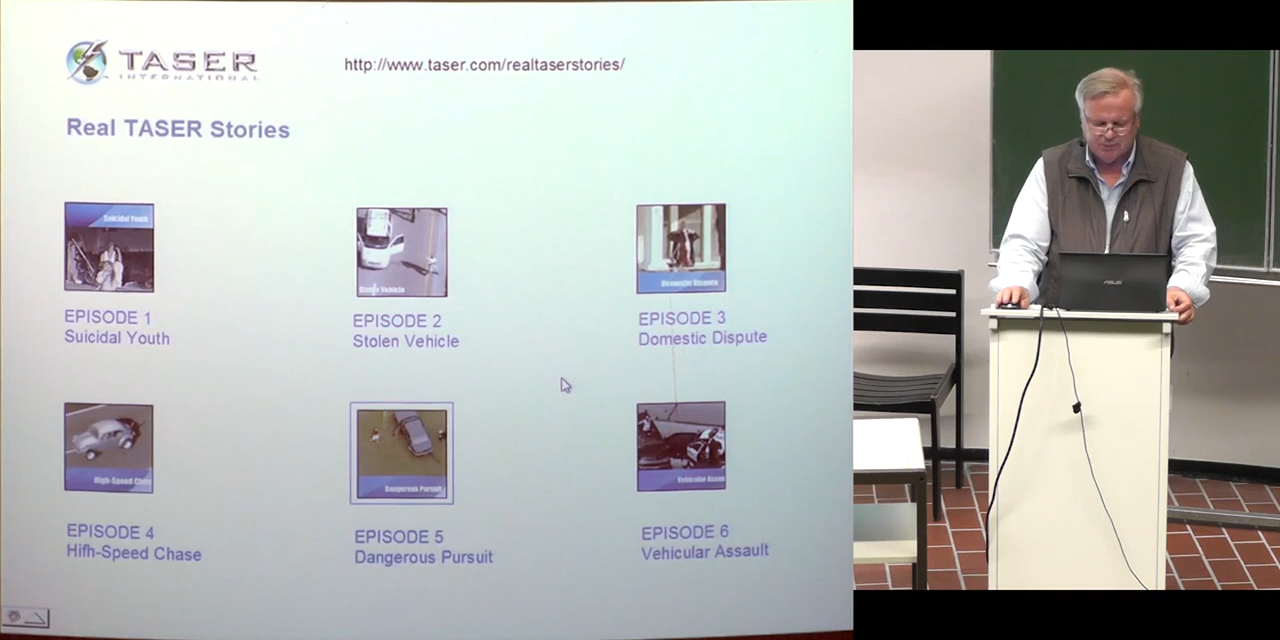 TASER
INTERNATIONAL
http://www.taser.com/realtaserstories/
Real TASER Stories
Suicidal Youth
Stolen Vehicle
Domestic Dispute
EPISODE 1
Suicidal Youth
EPISODE 2
Stolen Vehicle
EPISODE 3
Domestic Dispute
High-Speed Chase
Dangerous Pursuit
Vehicular Assau
EPISODE 4
Hifh-Speed Chase
EPISODE 5
Dangerous Pursuit
EPISODE 6
Vehicular Assault
ASUS